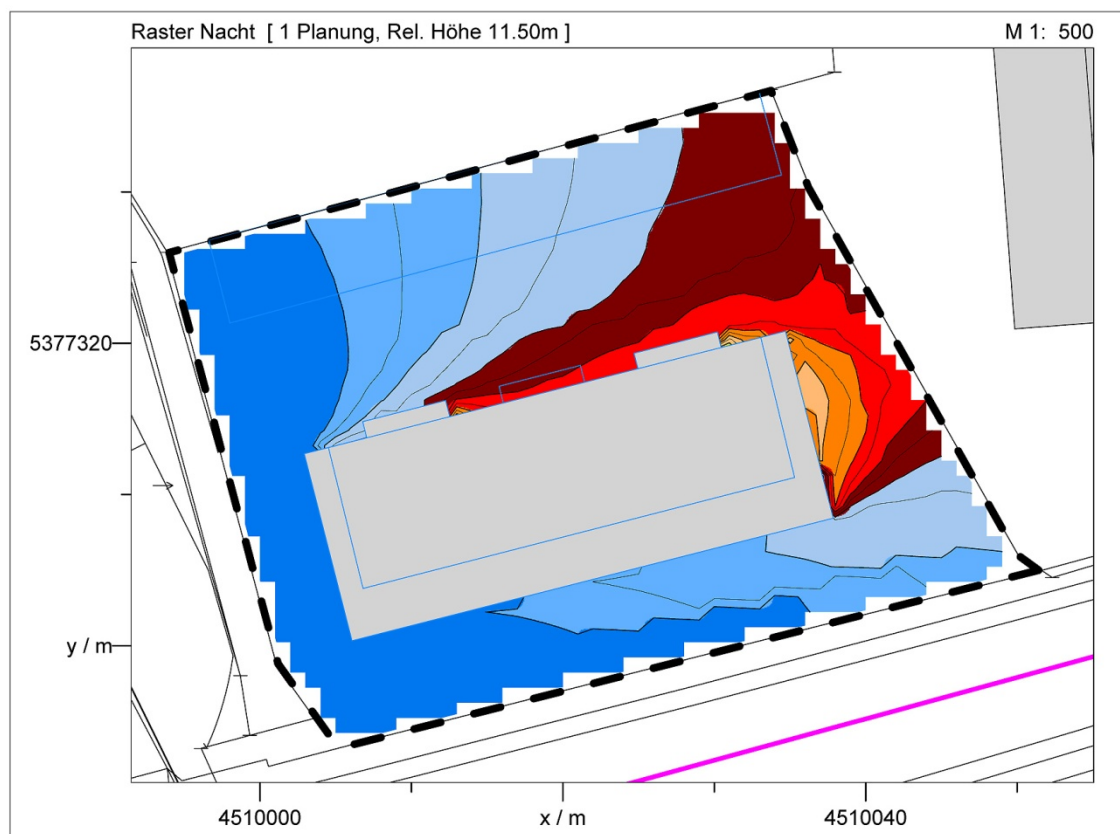 Raster Nacht [ 1 Planung, Rel. Höhe 11.50m ] M 1: 500
5377320
y / m
4510000 x / m 4510040